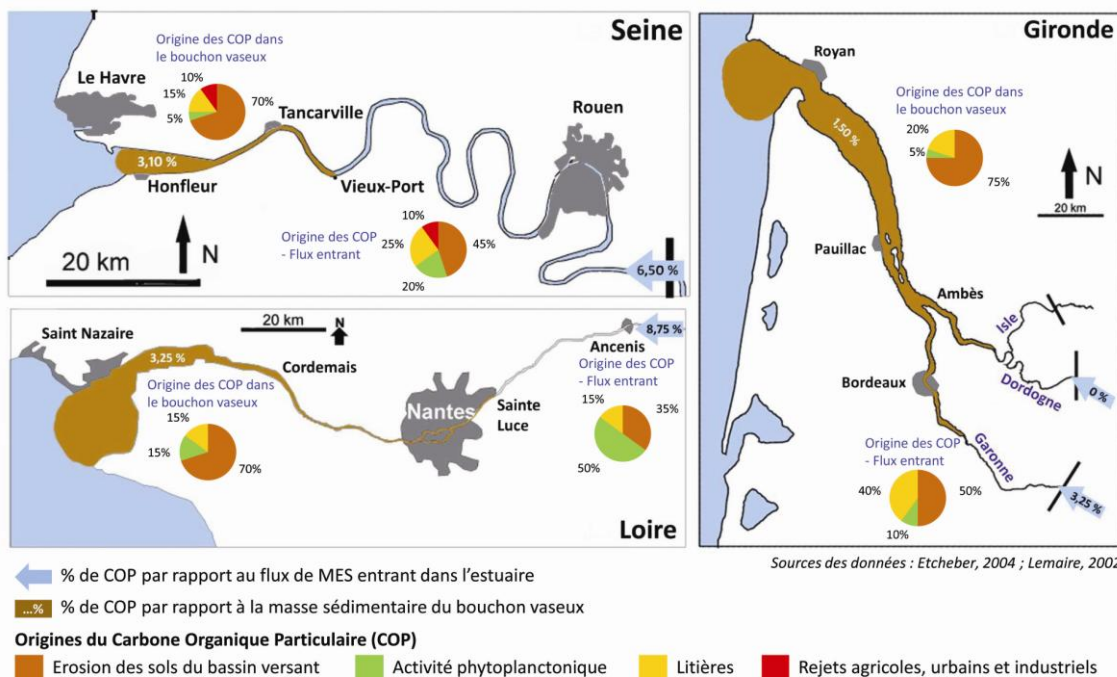 Seine
Origine des COP dans
le bouchon vaseux
Le Havre
10%
15%
5%
70%
Tancarville
Rouen
3,10 %
Honfleur
Vieux-Port
N
20 km
Origine des COP
- Flux entrant
10%
25%
45%
20%
6,50 %
20 km
N
Saint Nazaire
3,25 %
Cordemais
Origine des COP dans
le bouchon vaseux
15%
15%
70%
Nantes
Sainte
Luce
8,75 %
Ancenis
Origine des COP
- Flux entrant
15%
35%
50%
Loire
Gironde
Royan
1,50 %
Origine des COP dans
le bouchon vaseux
20%
5%
75%
N
20 km
Pauillac
Ambès
Isle
Dordogne
0 %
Bordeaux
Garonne
Origine des COP
- Flux entrant
40%
50%
10%
3,25 %
Sources des données : Etcheber, 2004 ; Lemaire, 2002
% de COP par rapport au flux de MES entrant dans l'estuaire
...% % de COP par rapport à la masse sédimentaire du bouchon vaseux
Origines du Carbone Organique Particulaire (COP)
Erosion des sols du bassin versant Activité phytoplanctonique Litières Rejets agricoles, urbains et industriels